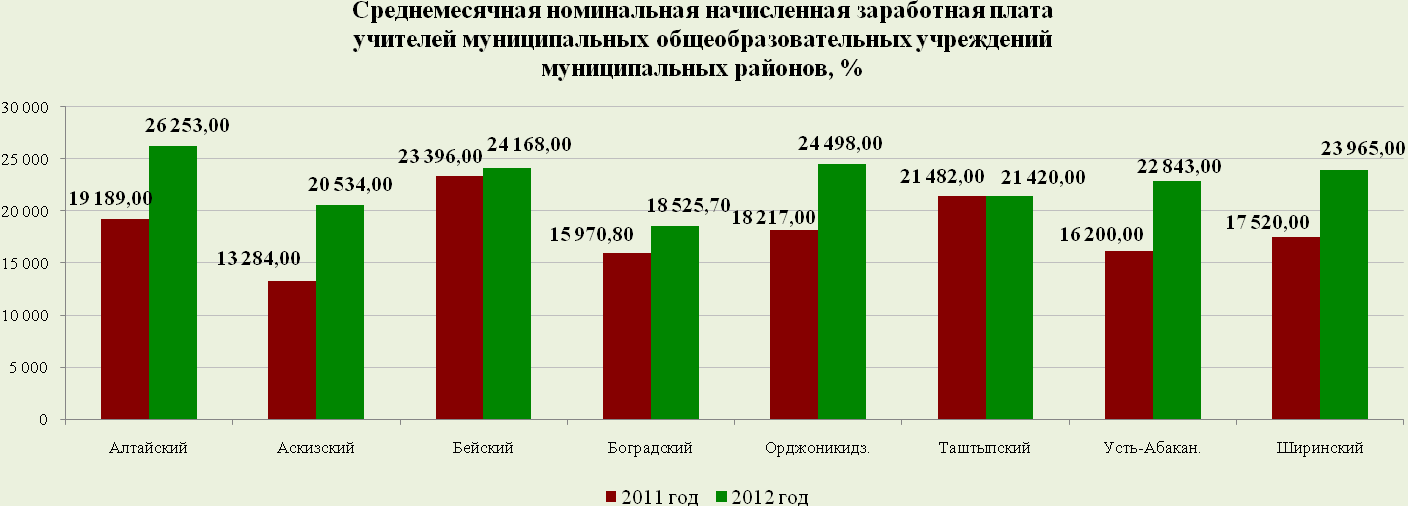 Среднемесячная номинальная начисленная заработная плата
учителей муниципальных общеобразовательных учреждений
муниципальных районов, %
30 000
25 000
20 000
15 000
10 000
5 000
0
19 189,00
26 253,00
13 284,00
20 534,00
23 396,00
24 168,00
15 970,80
18 525,70
18 217,00
24 498,00
21 482,00
21 420,00
16 200,00
22 843,00
17 520,00
23 965,00
Алтайский
Аскизский
Бейский
Боградский
Орджоникидз.
Таштыпский
Усть-Абакан.
Ширинский
2011 год
2012 год